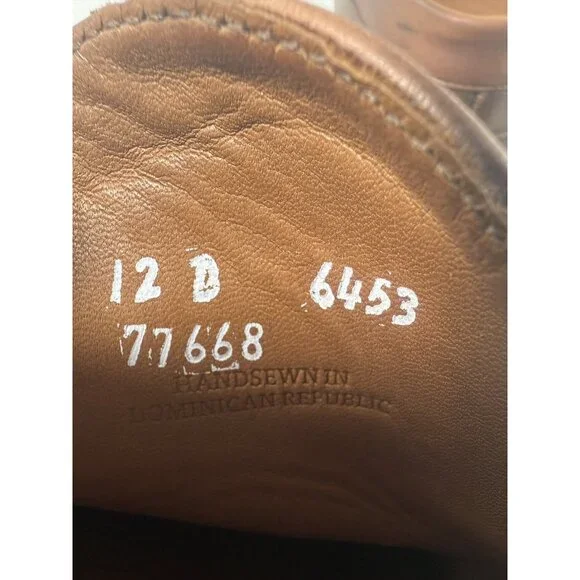 12 D 6453
77668
HANDSEWN IN
DOMINICAN REPUBLIC